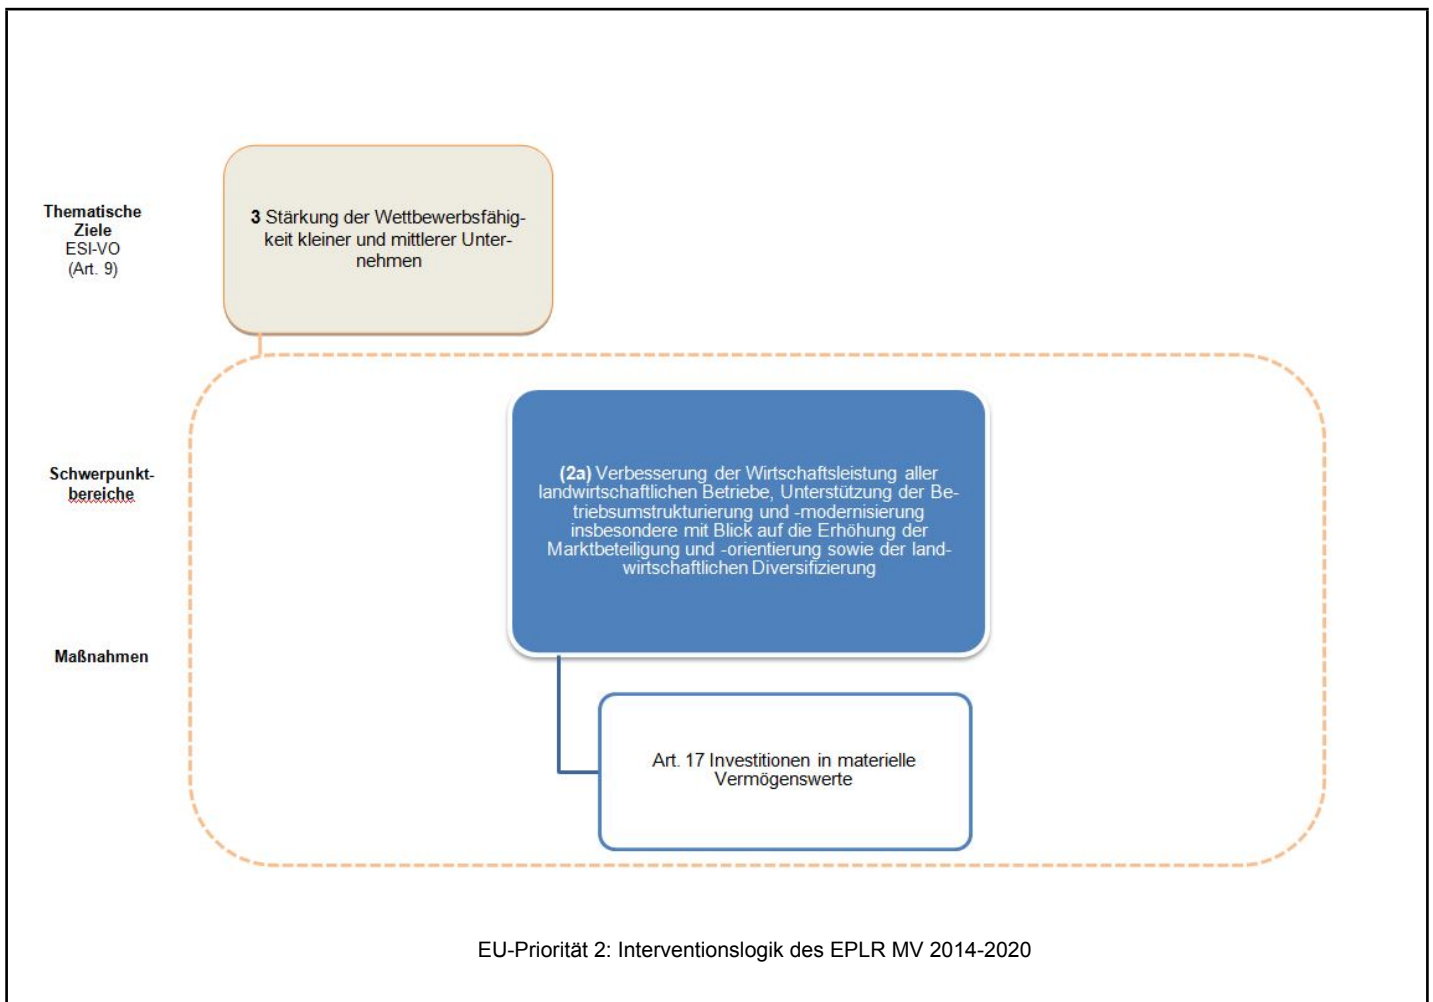 Thematische
Ziele
ESI-VO
(Art. 9)
3 Stärkung der Wettbewerbsfähig-
keit kleiner und mittlerer Unter-
nehmen
Schwerpunkt-
bereiche
(2a) Verbesserung der Wirtschaftsleistung aller
landwirtschaftlichen Betriebe, Unterstützung der Be-
triebsumstrukturierung und -modernisierung
insbesondere mit Blick auf die Erhöhung der
Marktbeteiligung und -orientierung sowie der land-
wirtschaftlichen Diversifizierung
Maßnahmen
Art. 17 Investitionen in materielle
Vermögenswerte
EU-Priorität 2: Interventionslogik des EPLR MV 2014-2020